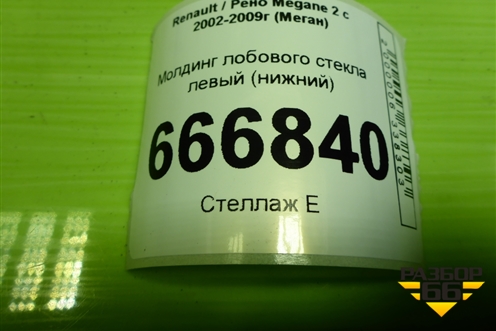 Renault / Рено Megane 2 с
2002-2009г (Меган)
Молдинг лобового стекла
левый (нижний)
666840
Стеллаж Е
РАЗБОР
66